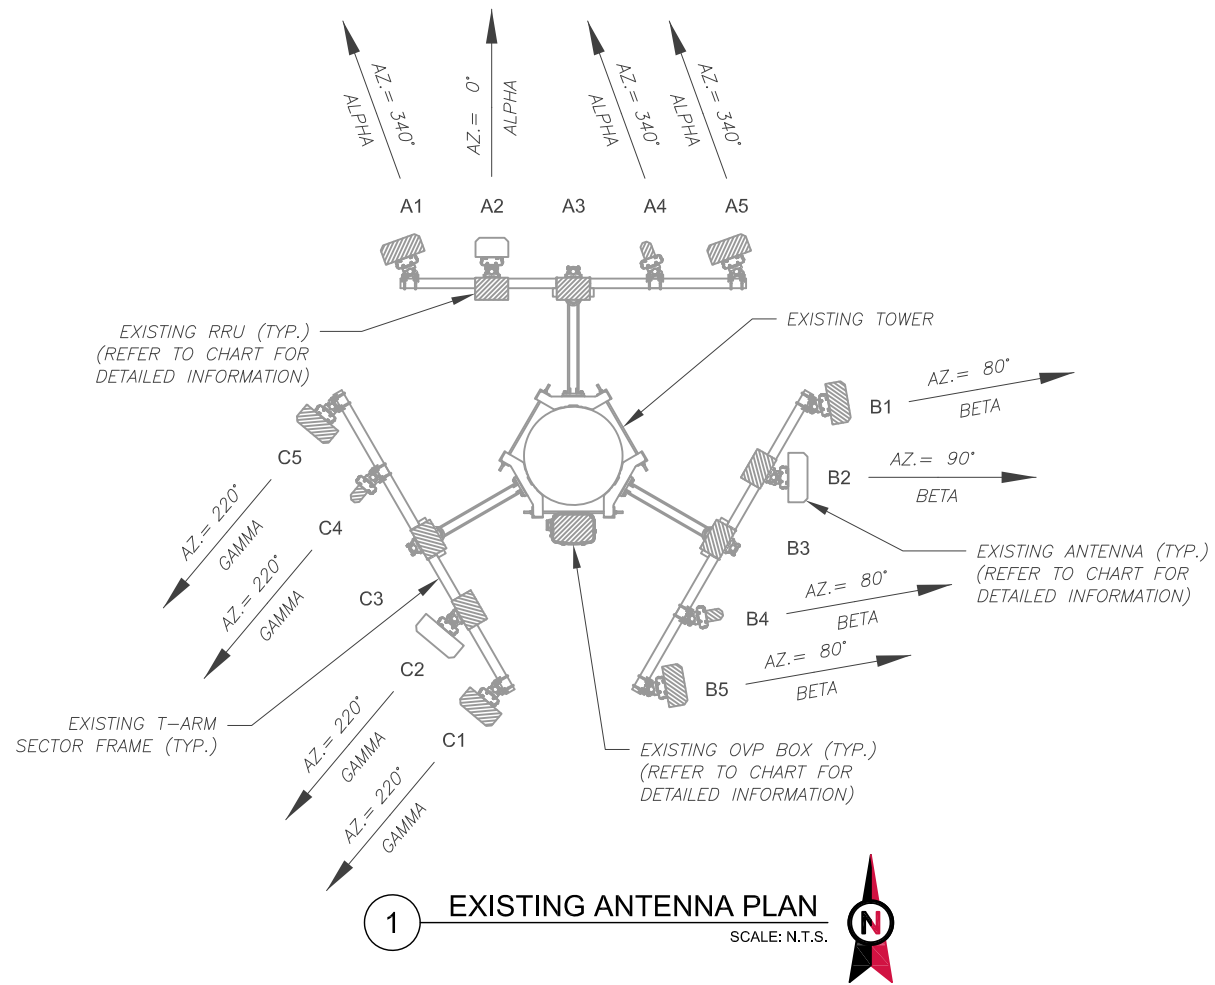 AZ.= 340°
ALPHA
AZ.= 0°
ALPHA
AZ.= 340°
ALPHA
AZ.= 340°
ALPHA
A1
A2
A3
A4
A5
EXISTING RRU (TYP.)
(REFER TO CHART FOR
DETAILED INFORMATION)
EXISTING TOWER
B1
AZ.= 80°
BETA
B2
AZ.= 90°
BETA
B3
EXISTING ANTENNA (TYP.)
(REFER TO CHART FOR
DETAILED INFORMATION)
B4
AZ.= 80°
BETA
B5
AZ.= 80°
BETA
C5
AZ.= 220°
GAMMA
C4
AZ.= 220°
GAMMA
C3
C2
AZ.= 220°
GAMMA
C1
AZ.= 220°
GAMMA
EXISTING T-ARM
SECTOR FRAME (TYP.)
EXISTING OVP BOX (TYP.)
(REFER TO CHART FOR
DETAILED INFORMATION)
1
EXISTING ANTENNA PLAN
SCALE: N.T.S.
N